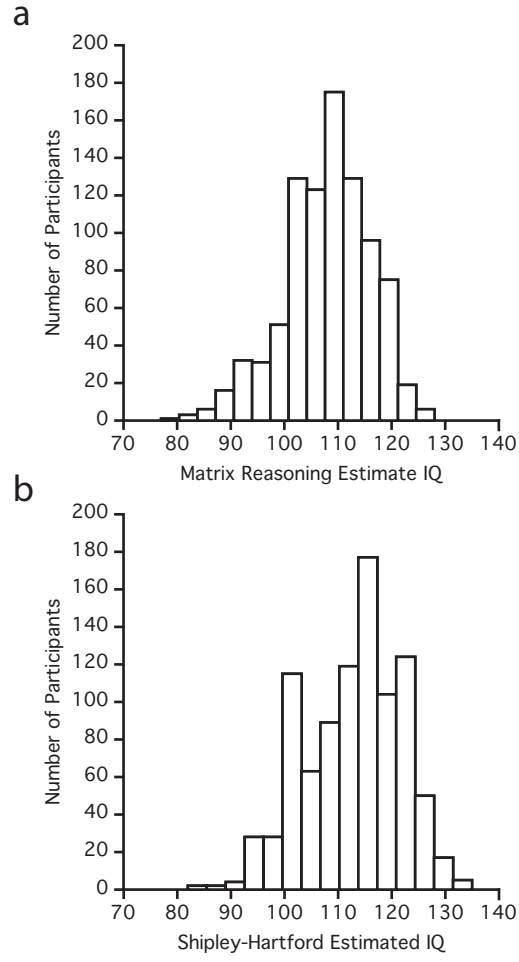 a
200
180
160
140
120
100
80
60
40
20
0
Number of Participants
70 80 90 100 110 120 130 140
Matrix Reasoning Estimate IQ
b
200
180
160
140
120
100
80
60
40
20
0
Number of Participants
70 80 90 100 110 120 130 140
Shipley-Hartford Estimated IQ